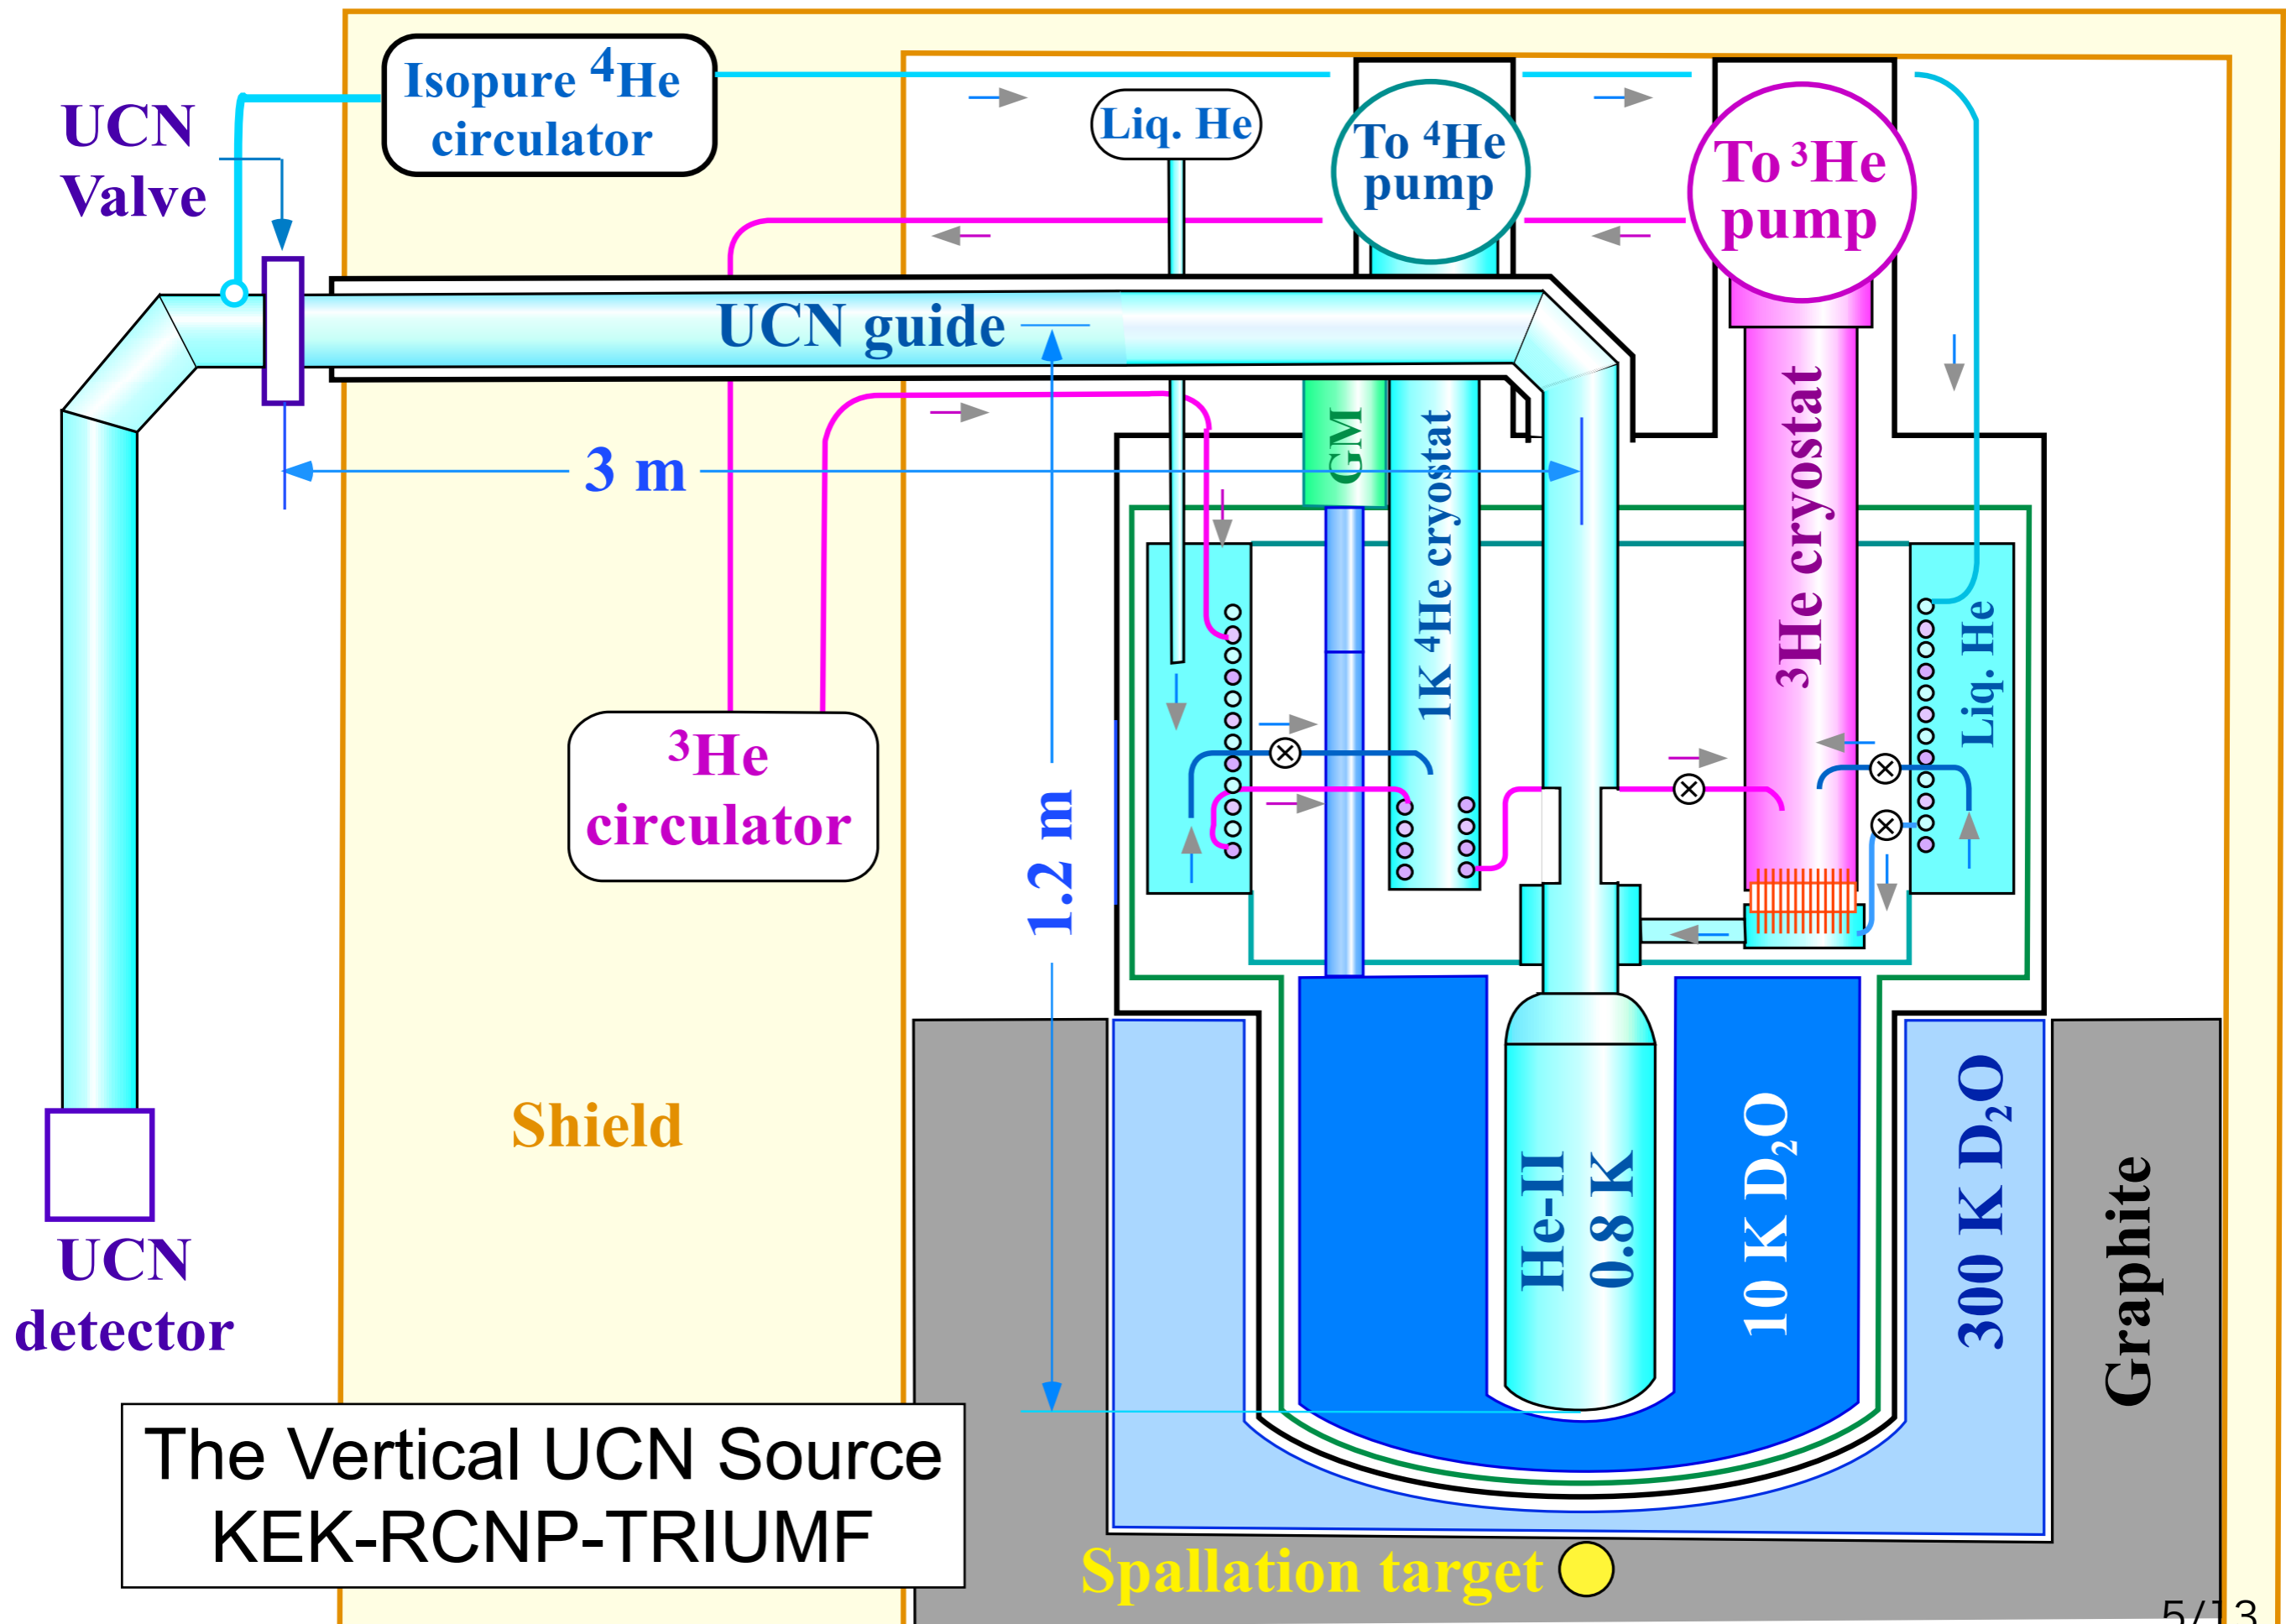 Isopure ⁴He
circulator
UCN
Valve
Liq. He
To ⁴He
pump
To ³He
pump
UCN guide
GM
1K ⁴He cryostat
³He cryostat
3 m
Liq. He
³He
circulator
1.2 m
Shield
He-II
0.8 K
10 K D₂O
300 K D₂O
Graphite
UCN
detector
The Vertical UCN Source
KEK-RCNP-TRIUMF
Spallation target
5/13